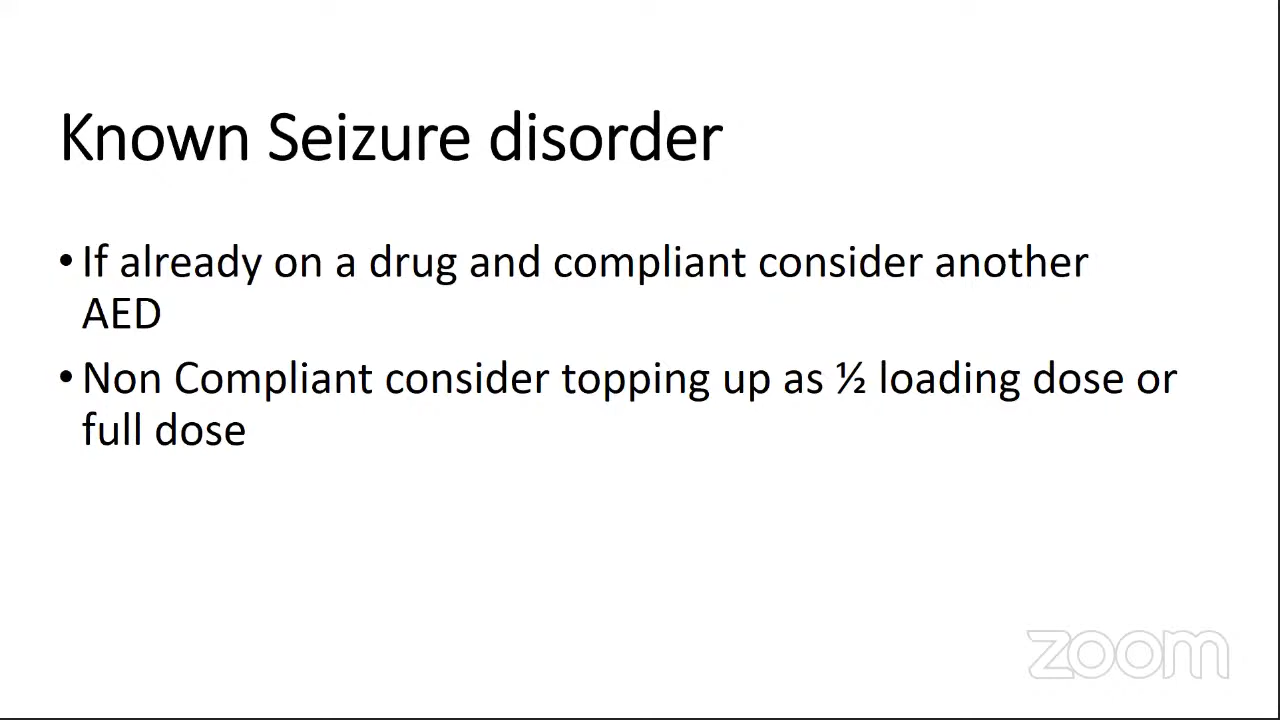 Known Seizure disorder
• If already on a drug and compliant consider another
AED
• Non Compliant consider topping up as ½ loading dose or
full dose
zoom